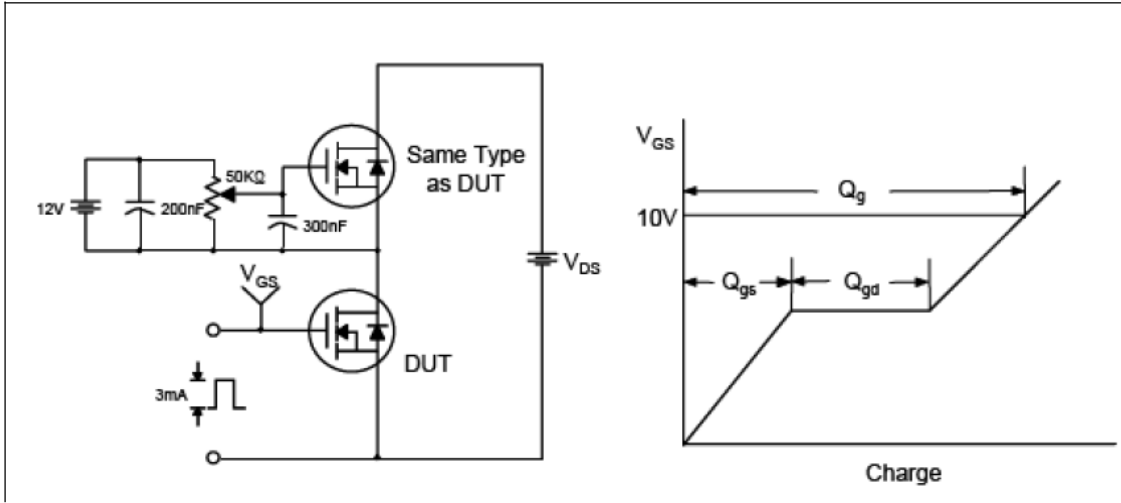 Same Type
as DUT
50KΩ
12V
200nF
300nF
VGS
VDS
DUT
3mA
VGS
10V
Qg
Qgs
Qgd
Charge